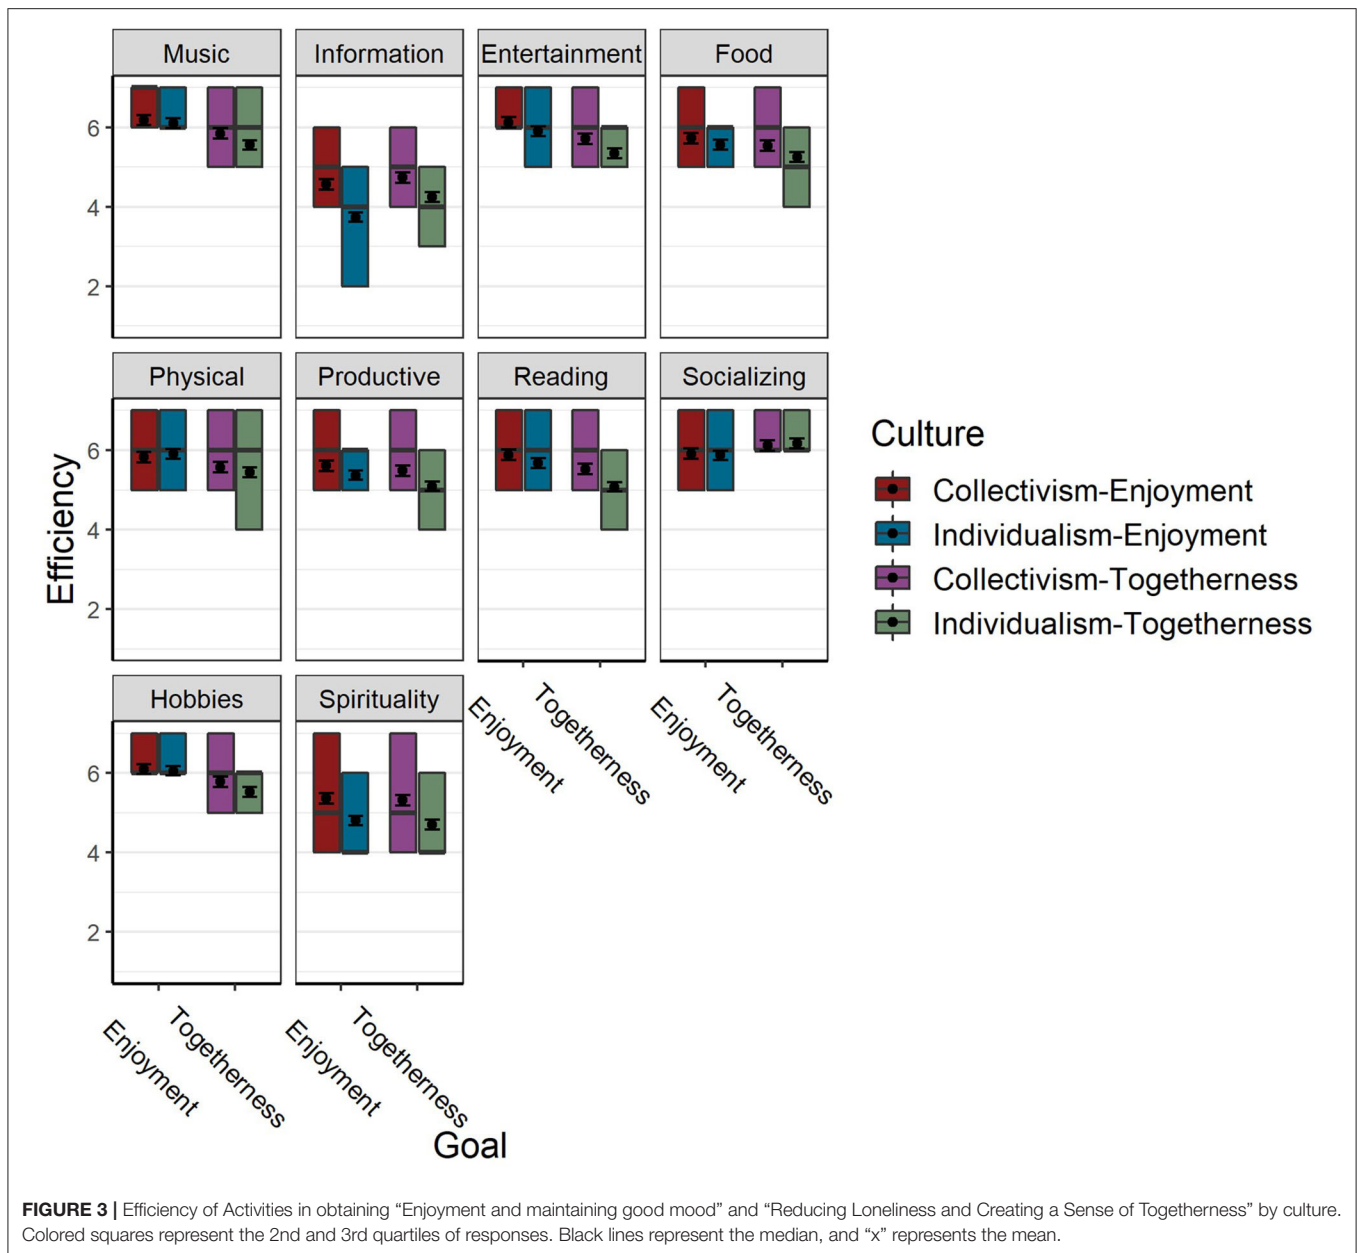 Music Information Entertainment Food
6
4
2
Physical Productive Reading Socializing
6
4
2
Efficiency
Culture
Collectivism-Enjoyment
Individualism-Enjoyment
Collectivism-Togetherness
Individualism-Togetherness
Hobbies Spirituality
6
4
2
Enjoyment Togetherness Enjoyment Togetherness
Enjoyment Togetherness Enjoyment Togetherness
Goal
FIGURE 3 | Efficiency of Activities in obtaining “Enjoyment and maintaining good mood” and “Reducing Loneliness and Creating a Sense of Togetherness” by culture.
Colored squares represent the 2nd and 3rd quartiles of responses. Black lines represent the median, and “x” represents the mean.